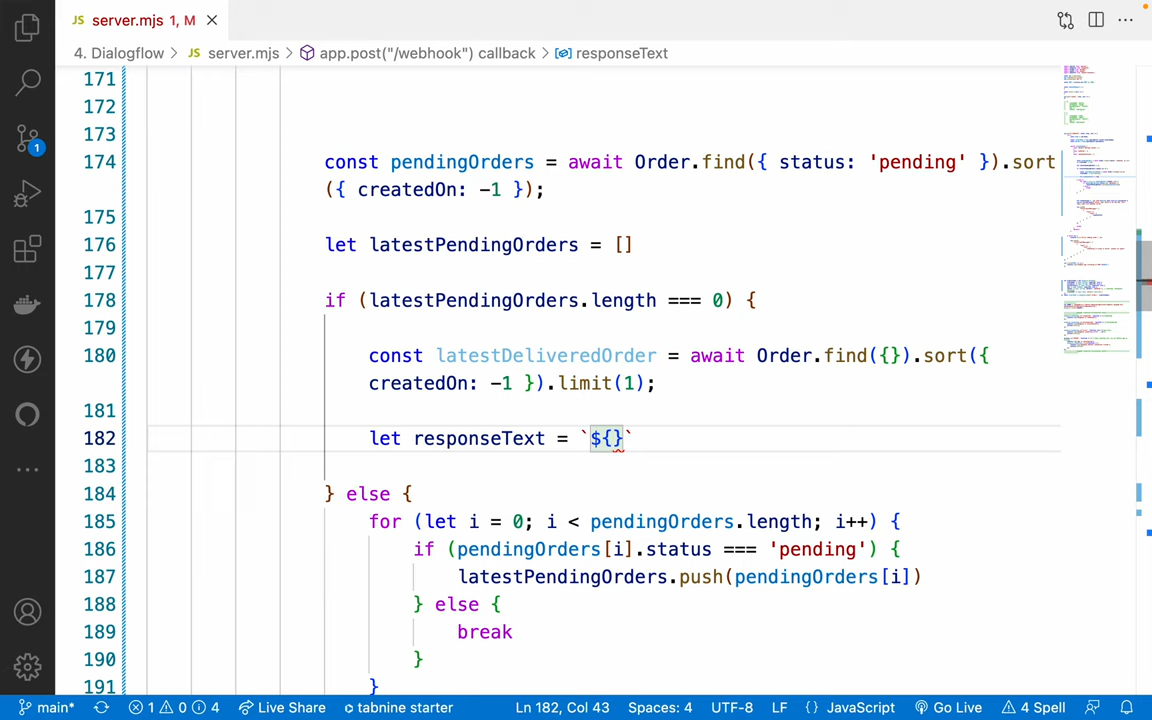 JS server.mjs 1, M
4. Dialogflow > JS server.mjs > app.post("/webhook") callback > responseText
171
172
173
174 const pendingOrders = await Order.find({ status: 'pending' }).sort
({ createdOn: -1 });
175
176 let latestPendingOrders = []
177
178 if (latestPendingOrders.length === 0) {
179
180 const latestDeliveredOrder = await Order.find({}).sort({
createdOn: -1 }).limit(1);
181
182 let responseText = `${}`
183
184 } else {
185 for (let i = 0; i < pendingOrders.length; i++) {
186 if (pendingOrders[i].status === 'pending') {
187 latestPendingOrders.push(pendingOrders[i])
188 } else {
189 break
190 }
191 }
1
main* 1 0 4 Live Share tabnine starter Ln 182, Col 43 Spaces: 4 UTF-8 LF {} JavaScript Go Live 4 Spell